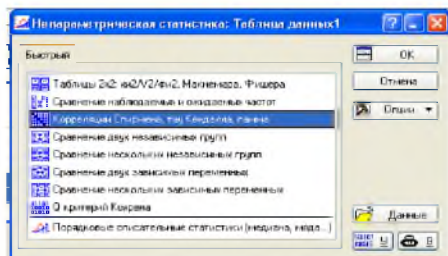 Непараметрическая статистика: Таблица данных1
Быстрый
Таблицы 2x2: хи2/V2/фи2, Макнемара, Фишера
Сравнение наблюдаемых и ожидаемых частот
Корреляции Спирмена, тау Кендалла, гамма
Сравнение двух независимых групп
Сравнение нескольких независимых групп
Сравнение двух зависимых переменных
Сравнение нескольких зависимых переменных
Q критерий Кохрена
Порядковые описательные статистики (медиана, мода...)
OK
Отмена
Опции
Данные